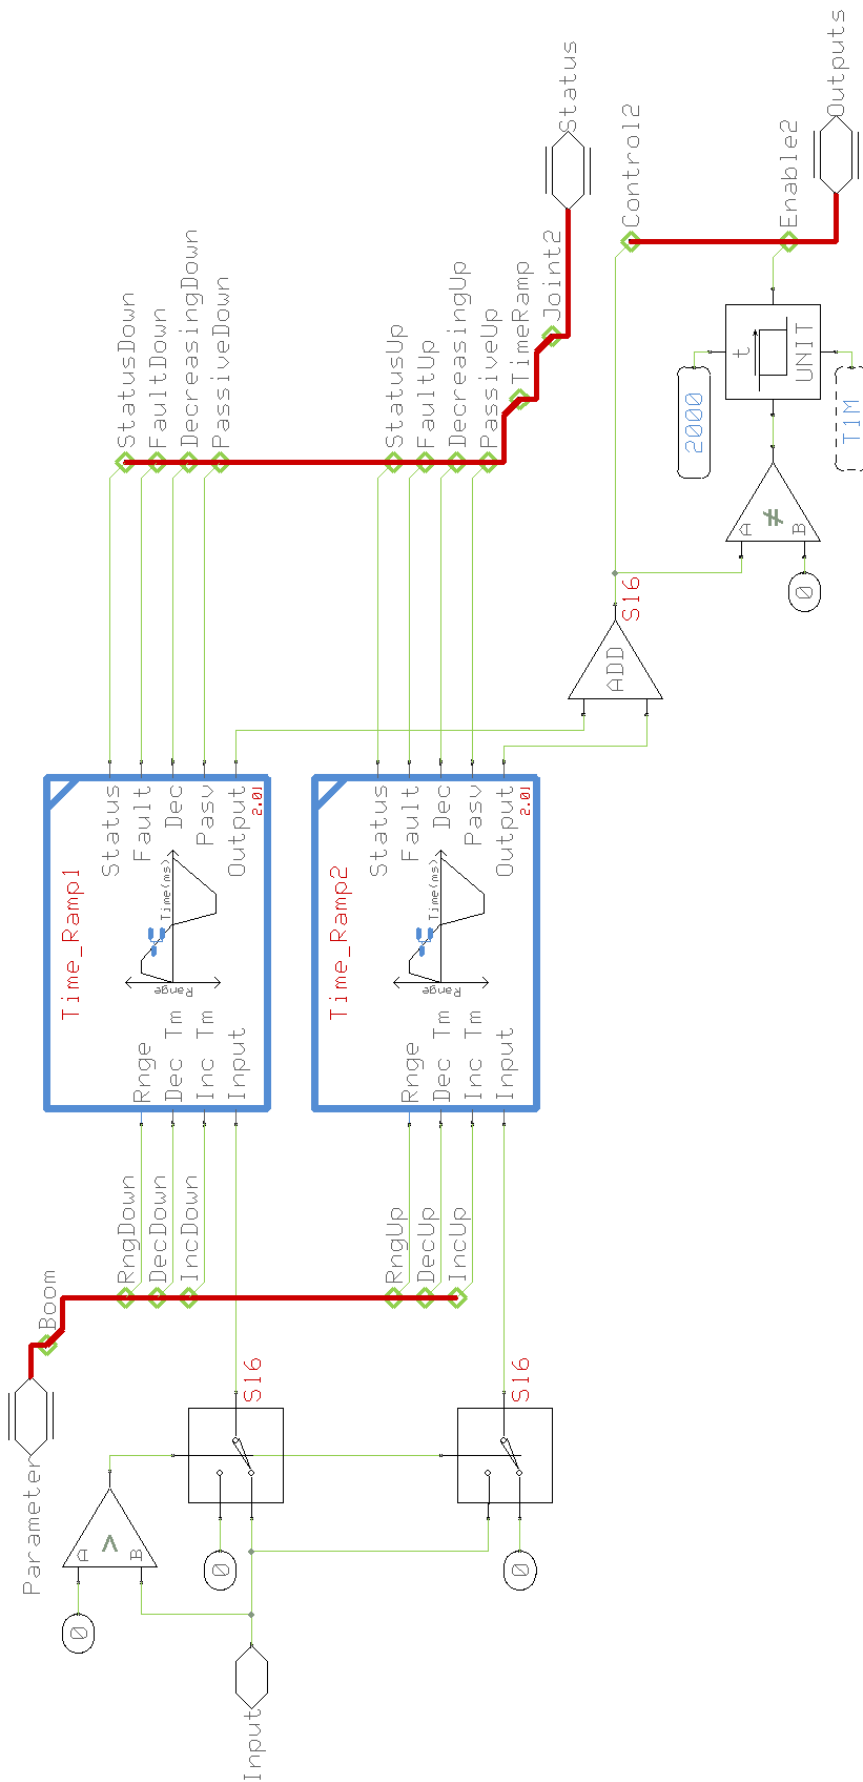 Parameter
Boom
0
A
B
>
Input
0
0
S16
S16
RngDown
DecDown
IncDown
RngUp
DecUp
IncUp
Time_Ramp1
Rnge
Dec Tm
Inc Tm
Input
Range
Time(ms)
Status
Fault
Dec
Pasv
Output
2.01
Time_Ramp2
Rnge
Dec Tm
Inc Tm
Input
Range
Time(ms)
Status
Fault
Dec
Pasv
Output
2.01
StatusDown
FaultDown
DecreasingDown
PassiveDown
StatusUp
FaultUp
DecreasingUp
PassiveUp
TimeRamp
Joint2
Status
ADD
S16
0
A
B
≠
2000
t
UNIT
T1M
Control2
Enable2
Outputs